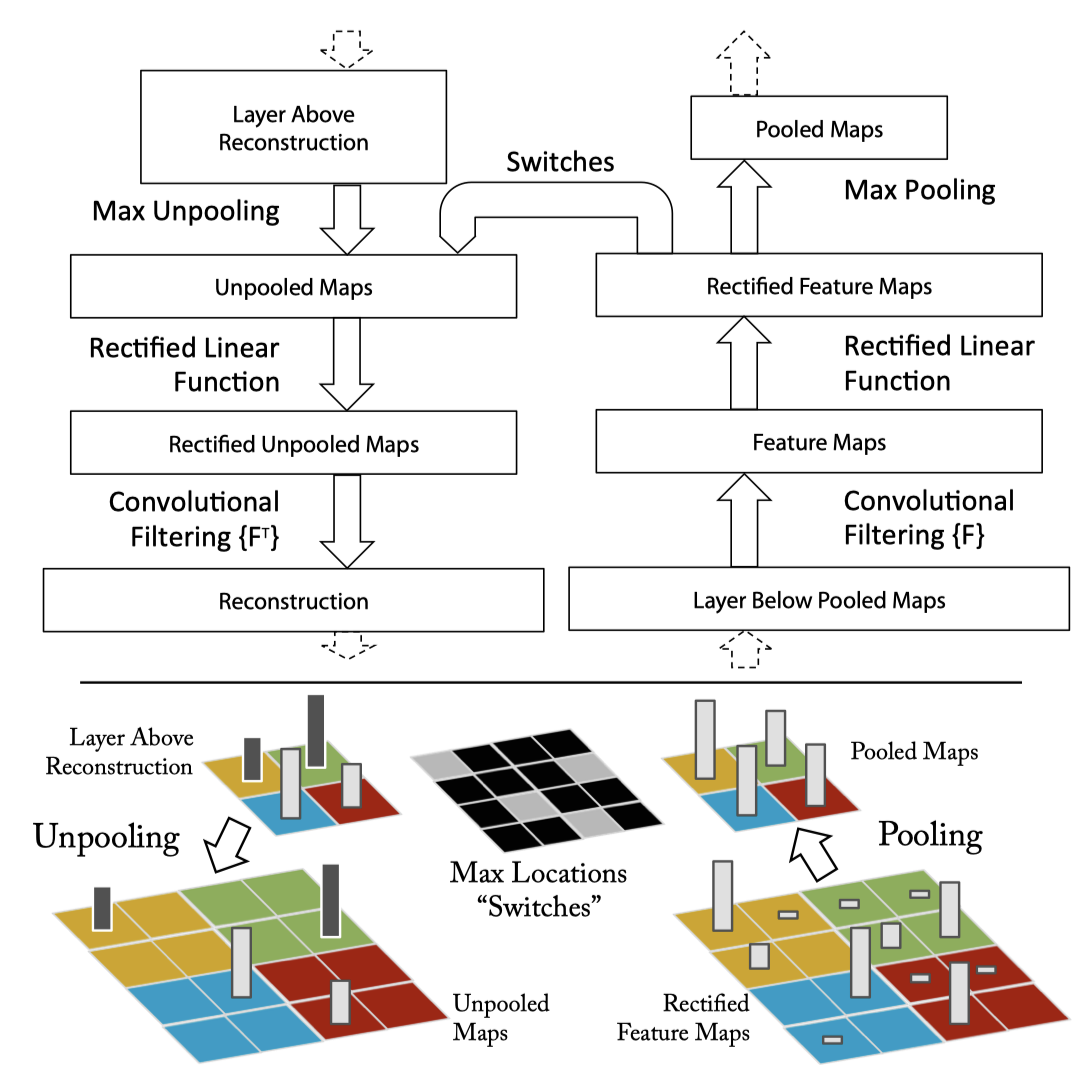 Layer Above
Reconstruction
Pooled Maps
Switches
Max Unpooling
Max Pooling
Unpooled Maps
Rectified Feature Maps
Rectified Linear
Function
Rectified Linear
Function
Rectified Unpooled Maps
Feature Maps
Convolutional
Filtering {Fᵀ}
Convolutional
Filtering {F}
Reconstruction
Layer Below Pooled Maps
Layer Above
Reconstruction
Pooled Maps
Unpooling
Pooling
Max Locations
“Switches”
Unpooled
Maps
Rectified
Feature Maps